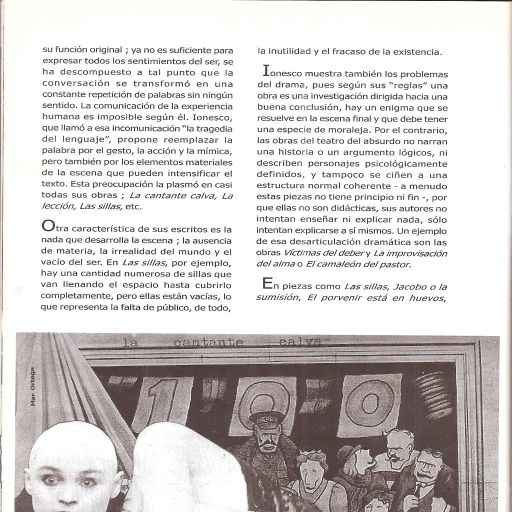 su función original ; ya no es suficiente para
expresar todos los sentimientos del ser, se
ha descompuesto a tal punto que la
conversación se transformó en una
constante repetición de palabras sin ningún
sentido. La comunicación de la experiencia
humana es imposible según él. Ionesco,
que llamó a esa incomunicación "la tragedia
del lenguaje", propone reemplazar la
palabra por el gesto, la acción y la mímica,
pero también por los elementos materiales
de la escena que pueden intensificar el
texto. Esta preocupación la plasmó en casi
todas sus obras ; La cantante calva, La
lección, Las sillas, etc.
Otra característica de sus escritos es la
nada que desarrolla la escena ; la ausencia
de materia, la irrealidad del mundo y el
vacío del ser. En Las sillas, por ejemplo,
hay una cantidad numerosa de sillas que
van llenando el espacio hasta cubrirlo
completamente, pero ellas están vacías, lo
que representa la falta de público, de todo,
la inutilidad y el fracaso de la existencia.
Ionesco muestra también los problemas
del drama, pues según sus "reglas" una
obra es una investigación dirigida hacia una
buena conclusión, hay un enigma que se
resuelve en la escena final y que debe tener
una especie de moraleja. Por el contrario,
las obras del teatro del absurdo no narran
una historia o un argumento lógicos, ni
describen personajes psicológicamente
definidos, y tampoco se ciñen a una
estructura normal coherente - a menudo
estas piezas no tiene principio ni fin -, por
que ellas no son didácticas, sus autores no
intentan enseñar ni explicar nada, sólo
intentan explicarse a sí mismos. Un ejemplo
de esa desarticulación dramática son las
obras Víctimas del deber y La improvisación
del alma o El camaleón del pastor.
En piezas como Las sillas, Jacobo o la
sumisión, El porvenir está en huevos,
la cantante calva
100
Mar Ortega